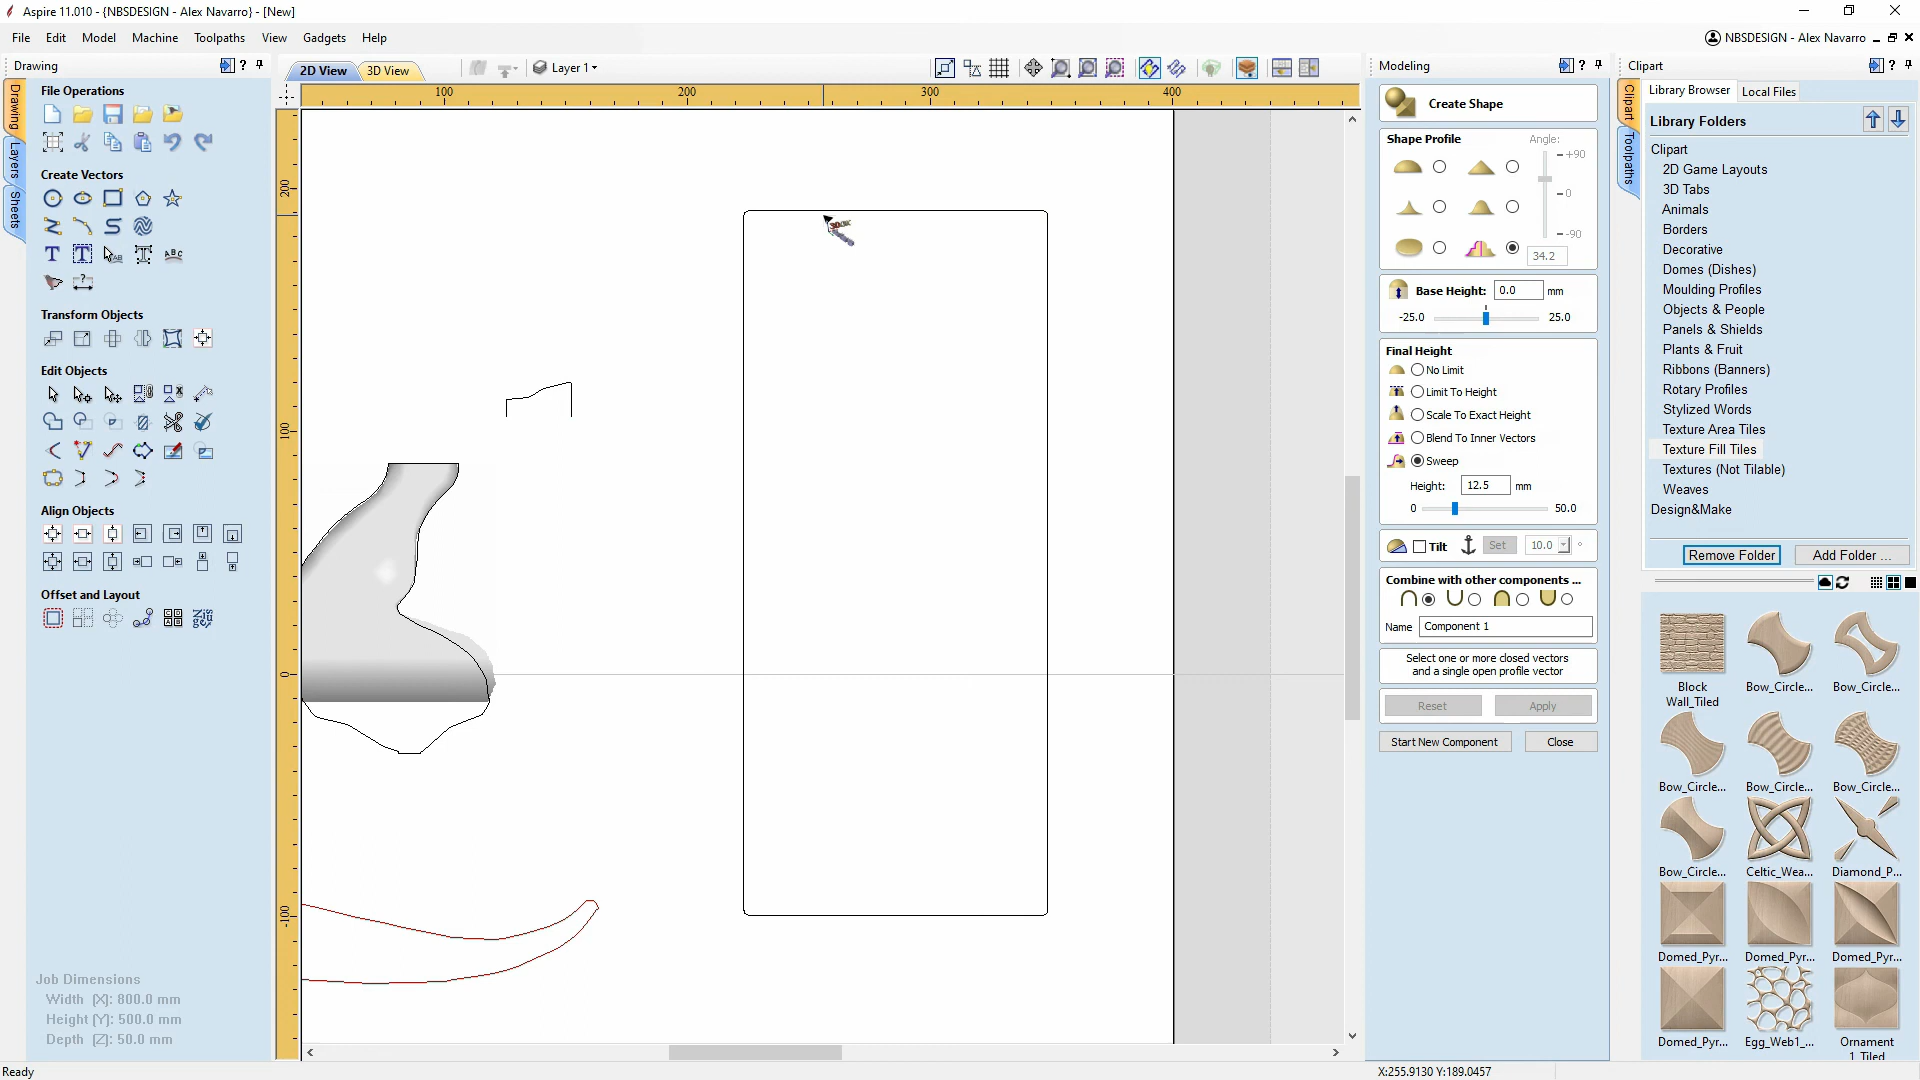 Aspire 11.010 - {NBSDESIGN - Alex Navarro} - [New]
File Edit Model Machine Toolpaths View Gadgets Help
NBSDESIGN - Alex Navarro
Drawing
2D View
3D View
Layer 1
Modeling
Clipart
Drawing
Layers
Sheets
File Operations
Create Vectors
Transform Objects
Edit Objects
Align Objects
Offset and Layout
Job Dimensions
Width (X): 800.0 mm
Height (Y): 500.0 mm
Depth (Z): 50.0 mm
100
200
300
400
200
100
0
-100
Create Shape
Shape Profile
Angle:
+90
0
-90
34.2
Base Height: 0.0 mm
-25.0
25.0
Final Height
No Limit
Limit To Height
Scale To Exact Height
Blend To Inner Vectors
Sweep
Height: 12.5 mm
0
50.0
Tilt
Set
10.0 °
Combine with other components ...
Name Component 1
Select one or more closed vectors
and a single open profile vector
Reset
Apply
Start New Component
Close
Clipart
Toolpaths
Library Browser
Local Files
Library Folders
Clipart
2D Game Layouts
3D Tabs
Animals
Borders
Decorative
Domes (Dishes)
Moulding Profiles
Objects & People
Panels & Shields
Plants & Fruit
Ribbons (Banners)
Rotary Profiles
Stylized Words
Texture Area Tiles
Texture Fill Tiles
Textures (Not Tilable)
Weaves
Design&Make
Remove Folder
Add Folder ...
Block
Wall_Tiled
Bow_Circle...
Bow_Circle...
Bow_Circle...
Bow_Circle...
Bow_Circle...
Bow_Circle...
Celtic_Wea...
Diamond_P...
Domed_Pyr...
Domed_Pyr...
Domed_Pyr...
Domed_Pyr...
Egg_Web1_...
Ornament
1_Tiled
Ready
X:255.9130 Y:189.0457